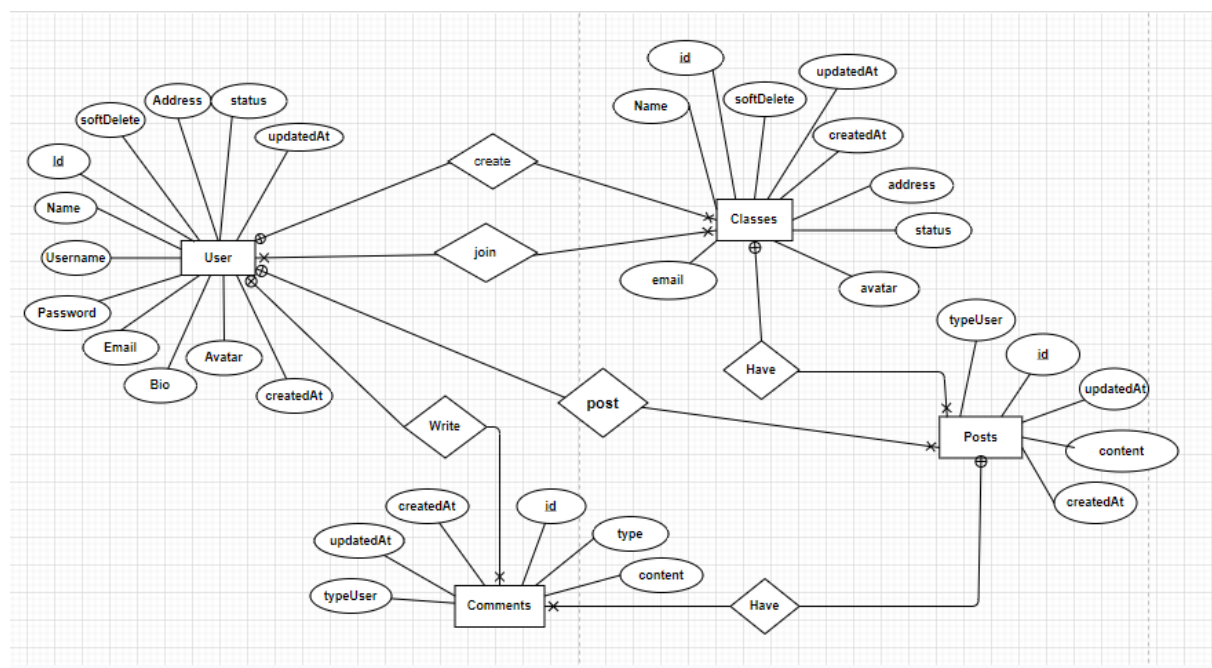 id
updatedAt
Name
softDelete
createdAt
address
status
Classes
email
avatar
Address
status
softDelete
updatedAt
Id
Name
Username
User
Password
Email
Bio
Avatar
createdAt
create
join
Have
post
Write
typeUser
id
updatedAt
Posts
content
createdAt
createdAt
id
updatedAt
type
typeUser
content
Comments
Have